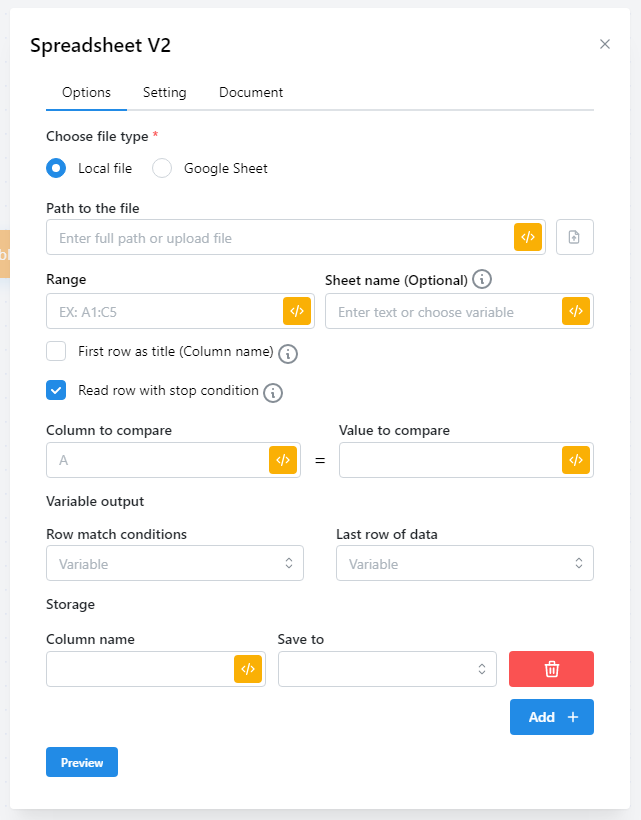 Spreadsheet V2
Options Setting Document
Choose file type *
Local file Google Sheet
Path to the file
Enter full path or upload file </>
Range Sheet name (Optional) i
EX: A1:C5 </> Enter text or choose variable </>
First row as title (Column name) i
Read row with stop condition i
Column to compare Value to compare
A </> = </>
Variable output
Row match conditions Last row of data
Variable Variable
Storage
Column name Save to
</>
Add +
Preview